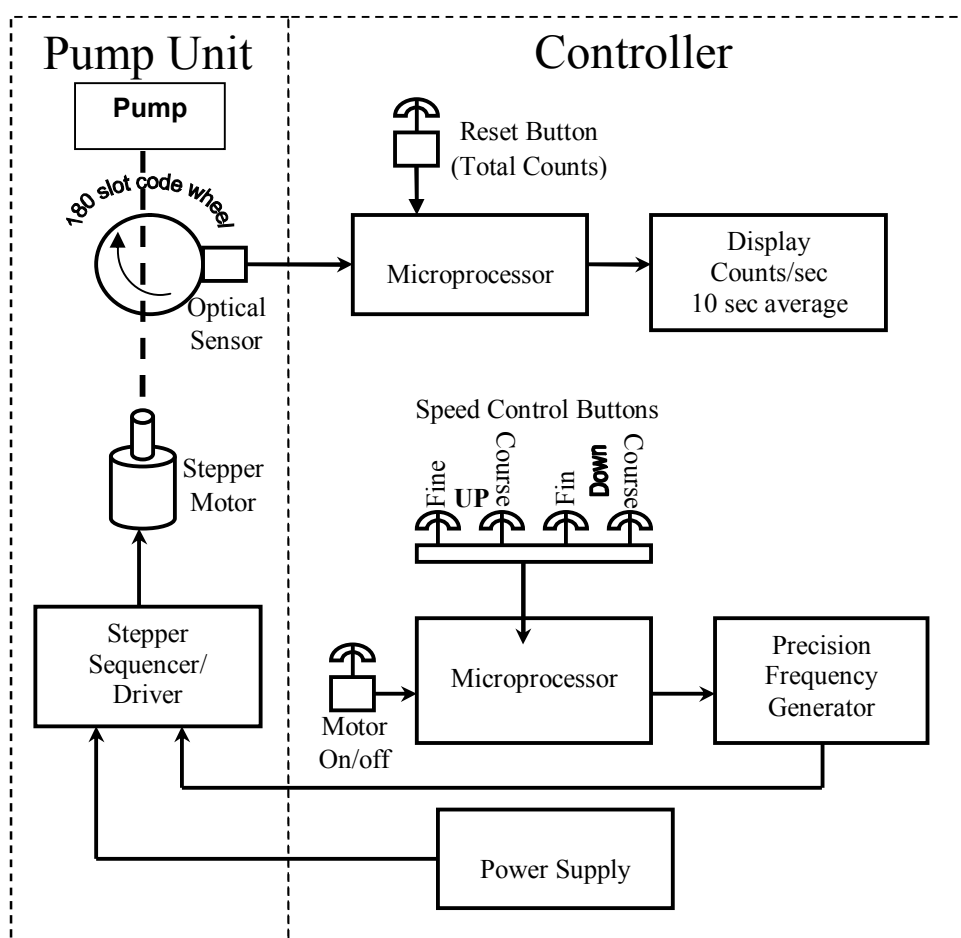 Pump Unit
Controller
Pump
180 slot code wheel
Optical
Sensor
Reset Button
(Total Counts)
Microprocessor
Display
Counts/sec
10 sec average
Stepper
Motor
Speed Control Buttons
Fine
UP
Course
Fin
Down
Course
Stepper
Sequencer/
Driver
Motor
On/off
Microprocessor
Precision
Frequency
Generator
Power Supply